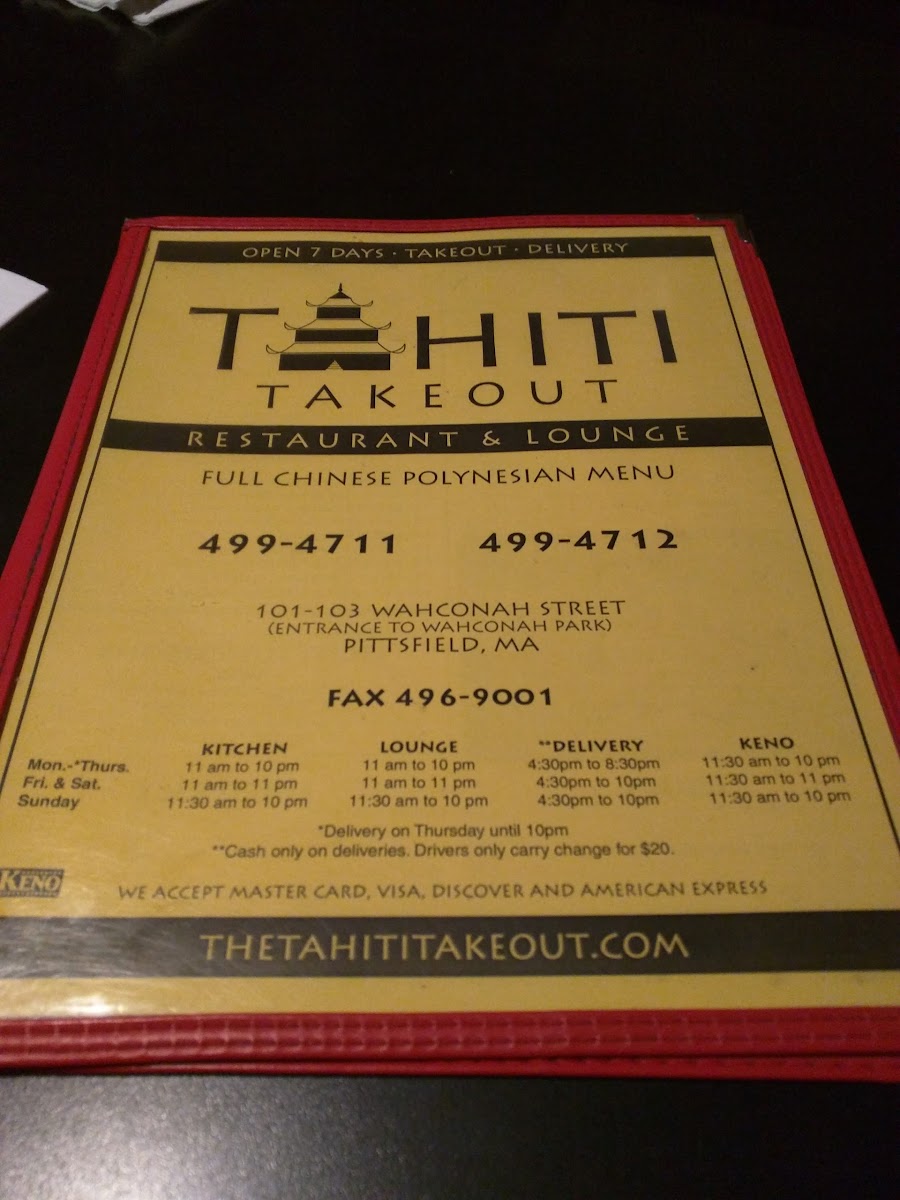 OPEN 7 DAYS · TAKEOUT · DELIVERY
TAHITI
TAKEOUT
RESTAURANT & LOUNGE
FULL CHINESE POLYNESIAN MENU
499-4711 499-4712
101-103 WAHCONAH STREET
(ENTRANCE TO WAHCONAH PARK)
PITTSFIELD, MA
FAX 496-9001
KITCHEN LOUNGE **DELIVERY KENO
Mon.-*Thurs. 11 am to 10 pm 11 am to 10 pm 4:30pm to 8:30pm 11:30 am to 10 pm
Fri. & Sat. 11 am to 11 pm 11 am to 11 pm 4:30pm to 10pm 11:30 am to 11 pm
Sunday 11:30 am to 10 pm 11:30 am to 10 pm 4:30pm to 10pm 11:30 am to 10 pm
*Delivery on Thursday until 10pm
**Cash only on deliveries. Drivers only carry change for $20.
KENO
WE ACCEPT MASTER CARD, VISA, DISCOVER AND AMERICAN EXPRESS
THETAHITITAKEOUT.COM